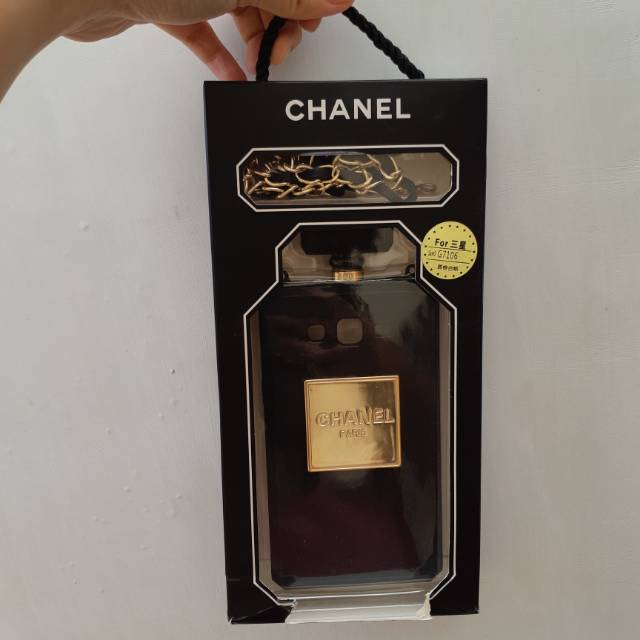 CHANEL
For 三星
G7106
CHANEL
PARIS